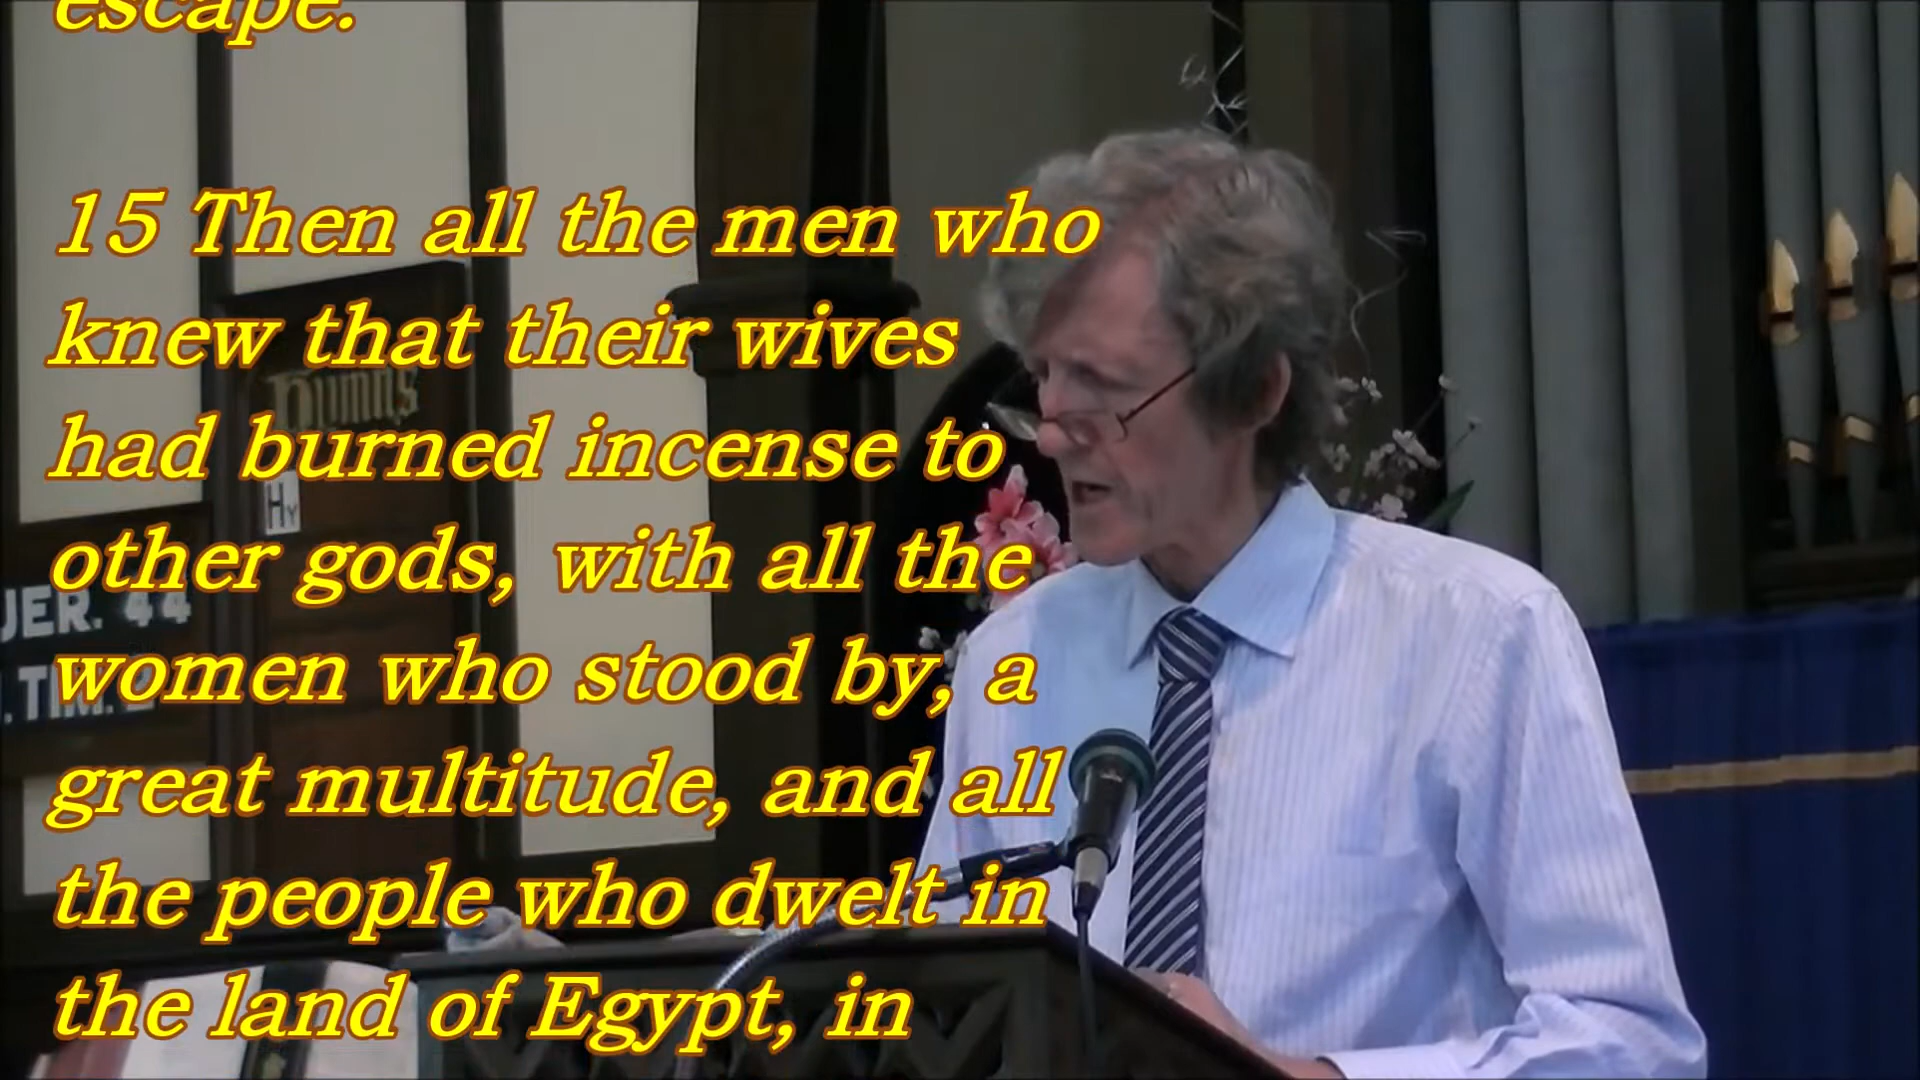 escape.
15 Then all the men who
knew that their wives
had burned incense to
other gods, with all the
women who stood by, a
great multitude, and all
the people who dwelt in
the land of Egypt, in
Hymns
Hy
JER. 44
TIM.